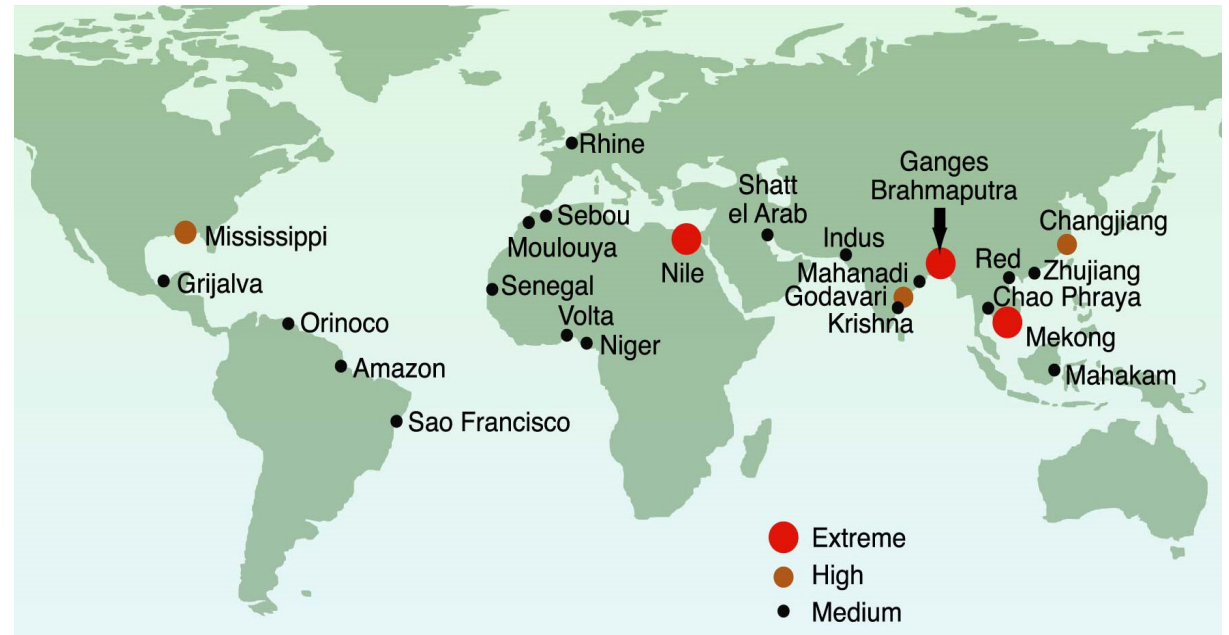 Rhine
Ganges
Brahmaputra
Shatt
el Arab
Sebou
Moulouya
Changjiang
Mississippi
Indus
Nile
Red
Zhujiang
Mahanadi
Grijalva
Senegal
Godavari
Chao Phraya
Krishna
Volta
Orinoco
Niger
Mekong
Amazon
Mahakam
Sao Francisco
Extreme
High
Medium